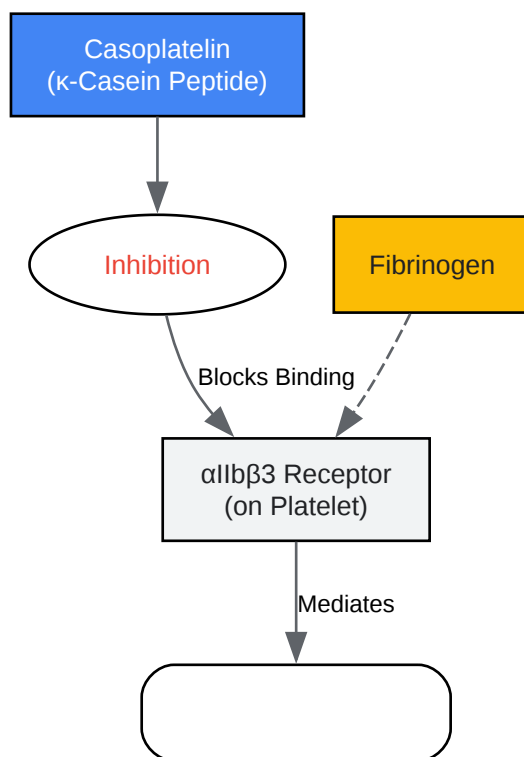 Casoplatelin
(κ-Casein Peptide)
Inhibition
Fibrinogen
Blocks Binding
αIIbβ3 Receptor
(on Platelet)
Mediates